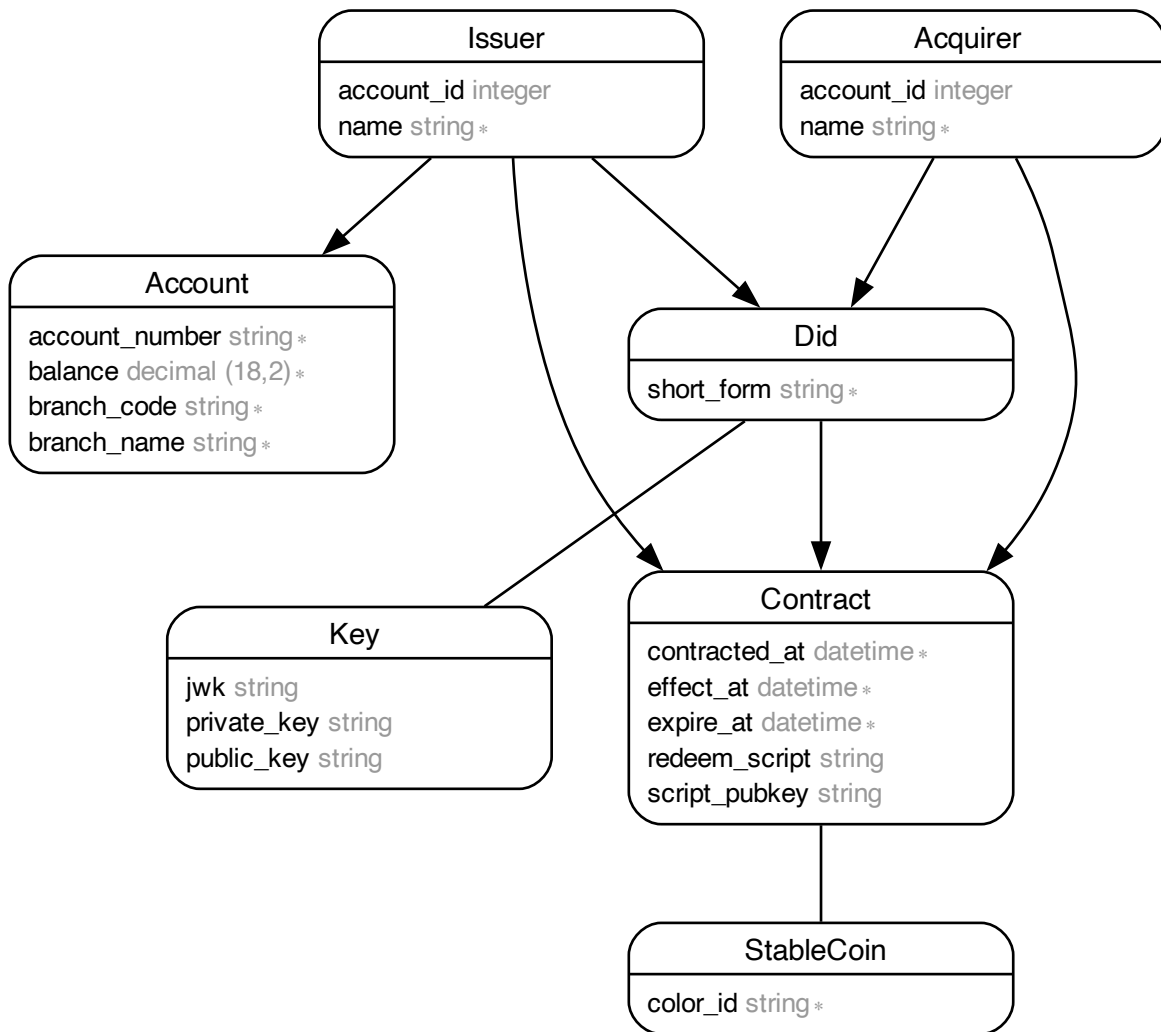 Issuer
account_id integer
name string *
Acquirer
account_id integer
name string *
Account
account_number string *
balance decimal (18,2) *
branch_code string *
branch_name string *
Did
short_form string *
Key
jwk string
private_key string
public_key string
Contract
contracted_at datetime *
effect_at datetime *
expire_at datetime *
redeem_script string
script_pubkey string
StableCoin
color_id string *